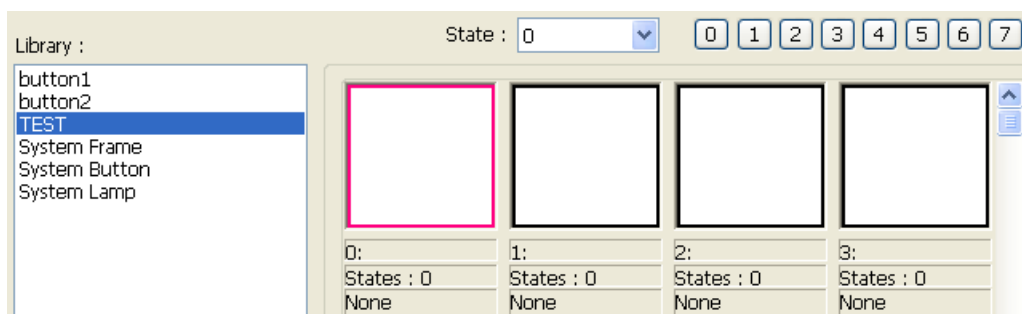 Library :
State : 0
0 1 2 3 4 5 6 7
button1
button2
TEST
System Frame
System Button
System Lamp
0: 1: 2: 3:
States : 0 States : 0 States : 0 States : 0
None None None None